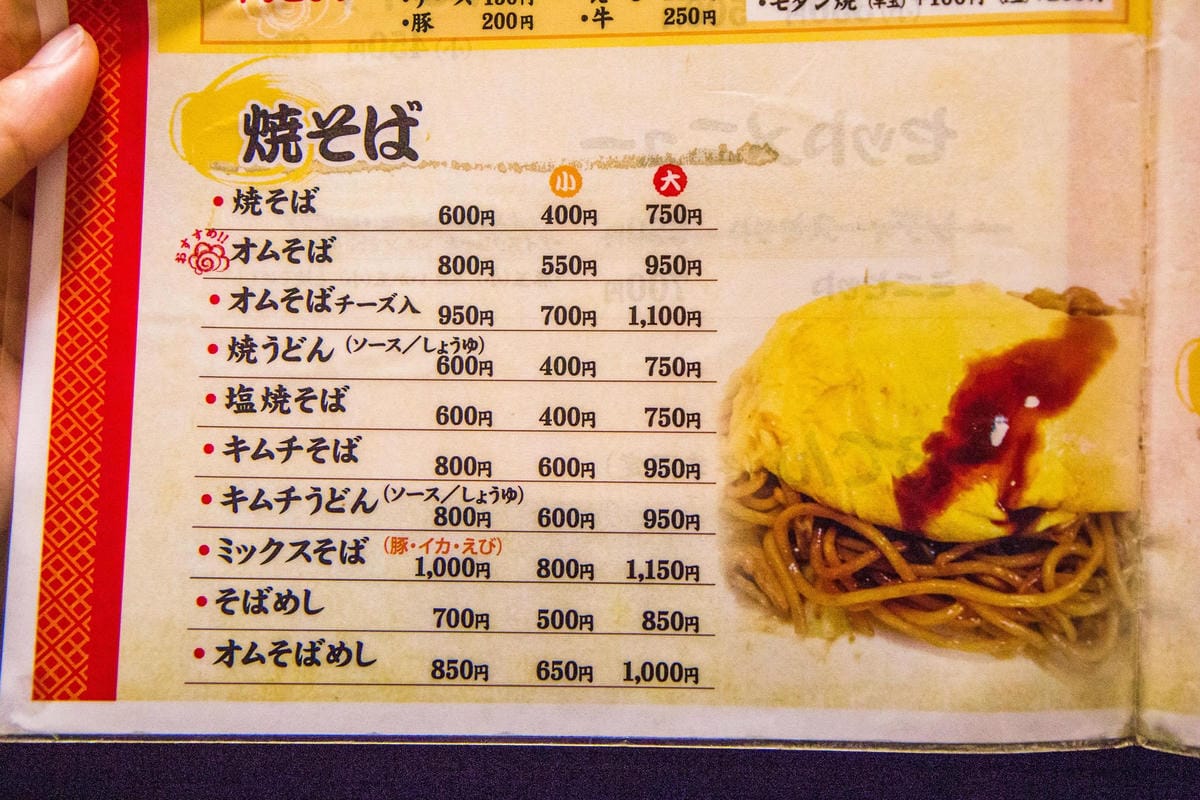 ・豚 200円 ・牛 250円
焼そば
小 大
・焼そば 600円 400円 750円
おすすめ!! オムそば 800円 550円 950円
・オムそばチーズ入 950円 700円 1,100円
・焼うどん (ソース/しょうゆ) 600円 400円 750円
・塩焼そば 600円 400円 750円
・キムチそば 800円 600円 950円
・キムチうどん(ソース/しょうゆ) 800円 600円 950円
・ミックスそば (豚・イカ・えび) 1,000円 800円 1,150円
・そばめし 700円 500円 850円
・オムそばめし 850円 650円 1,000円